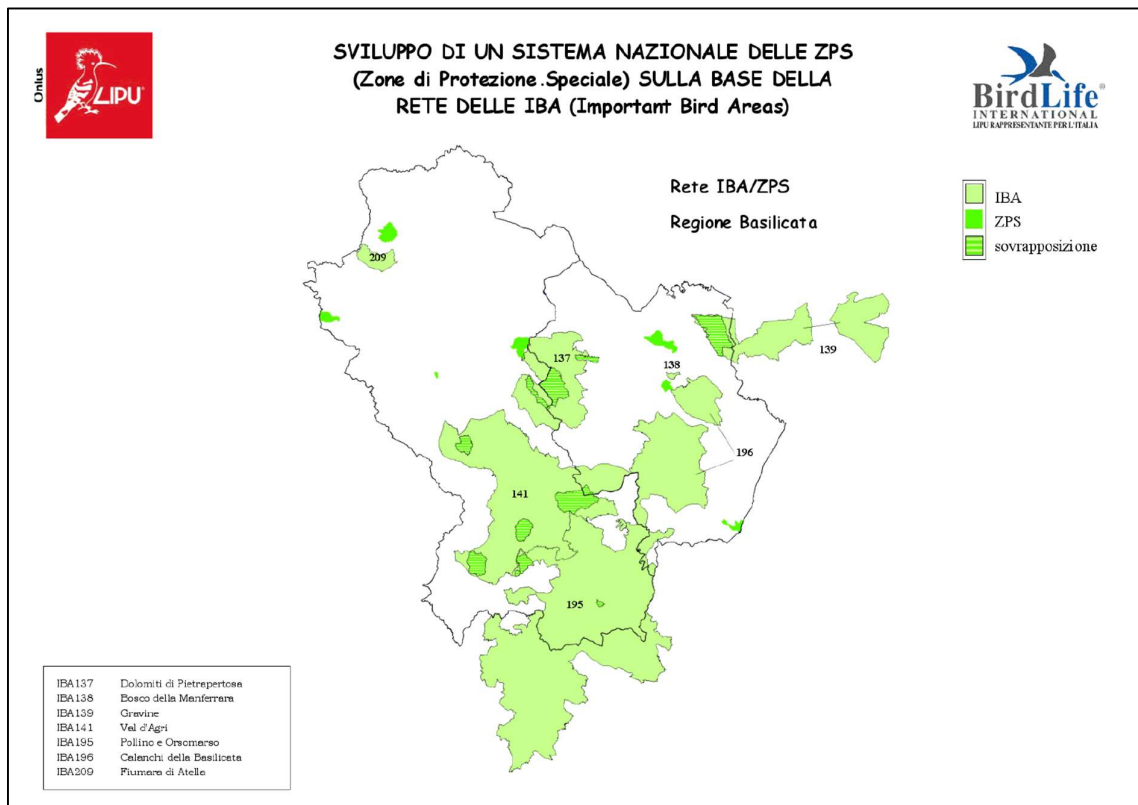 Onlus
LIPU
SVILUPPO DI UN SISTEMA NAZIONALE DELLE ZPS
(Zone di Protezione.Speciale) SULLA BASE DELLA
RETE DELLE IBA (Important Bird Areas)
BirdLife
INTERNATIONAL
LIPU RAPPRESENTANTE PER L'ITALIA
Rete IBA/ZPS
Regione Basilicata
IBA
ZPS
sovrapposizione
209
137
138
139
196
141
195
IBA137 Dolomiti di Pietrapertosa
IBA138 Bosco della Manferrara
IBA139 Gravine
IBA141 Val d'Agri
IBA195 Pollino e Orsomarso
IBA196 Calanchi della Basilicata
IBA209 Fiumara di Atella